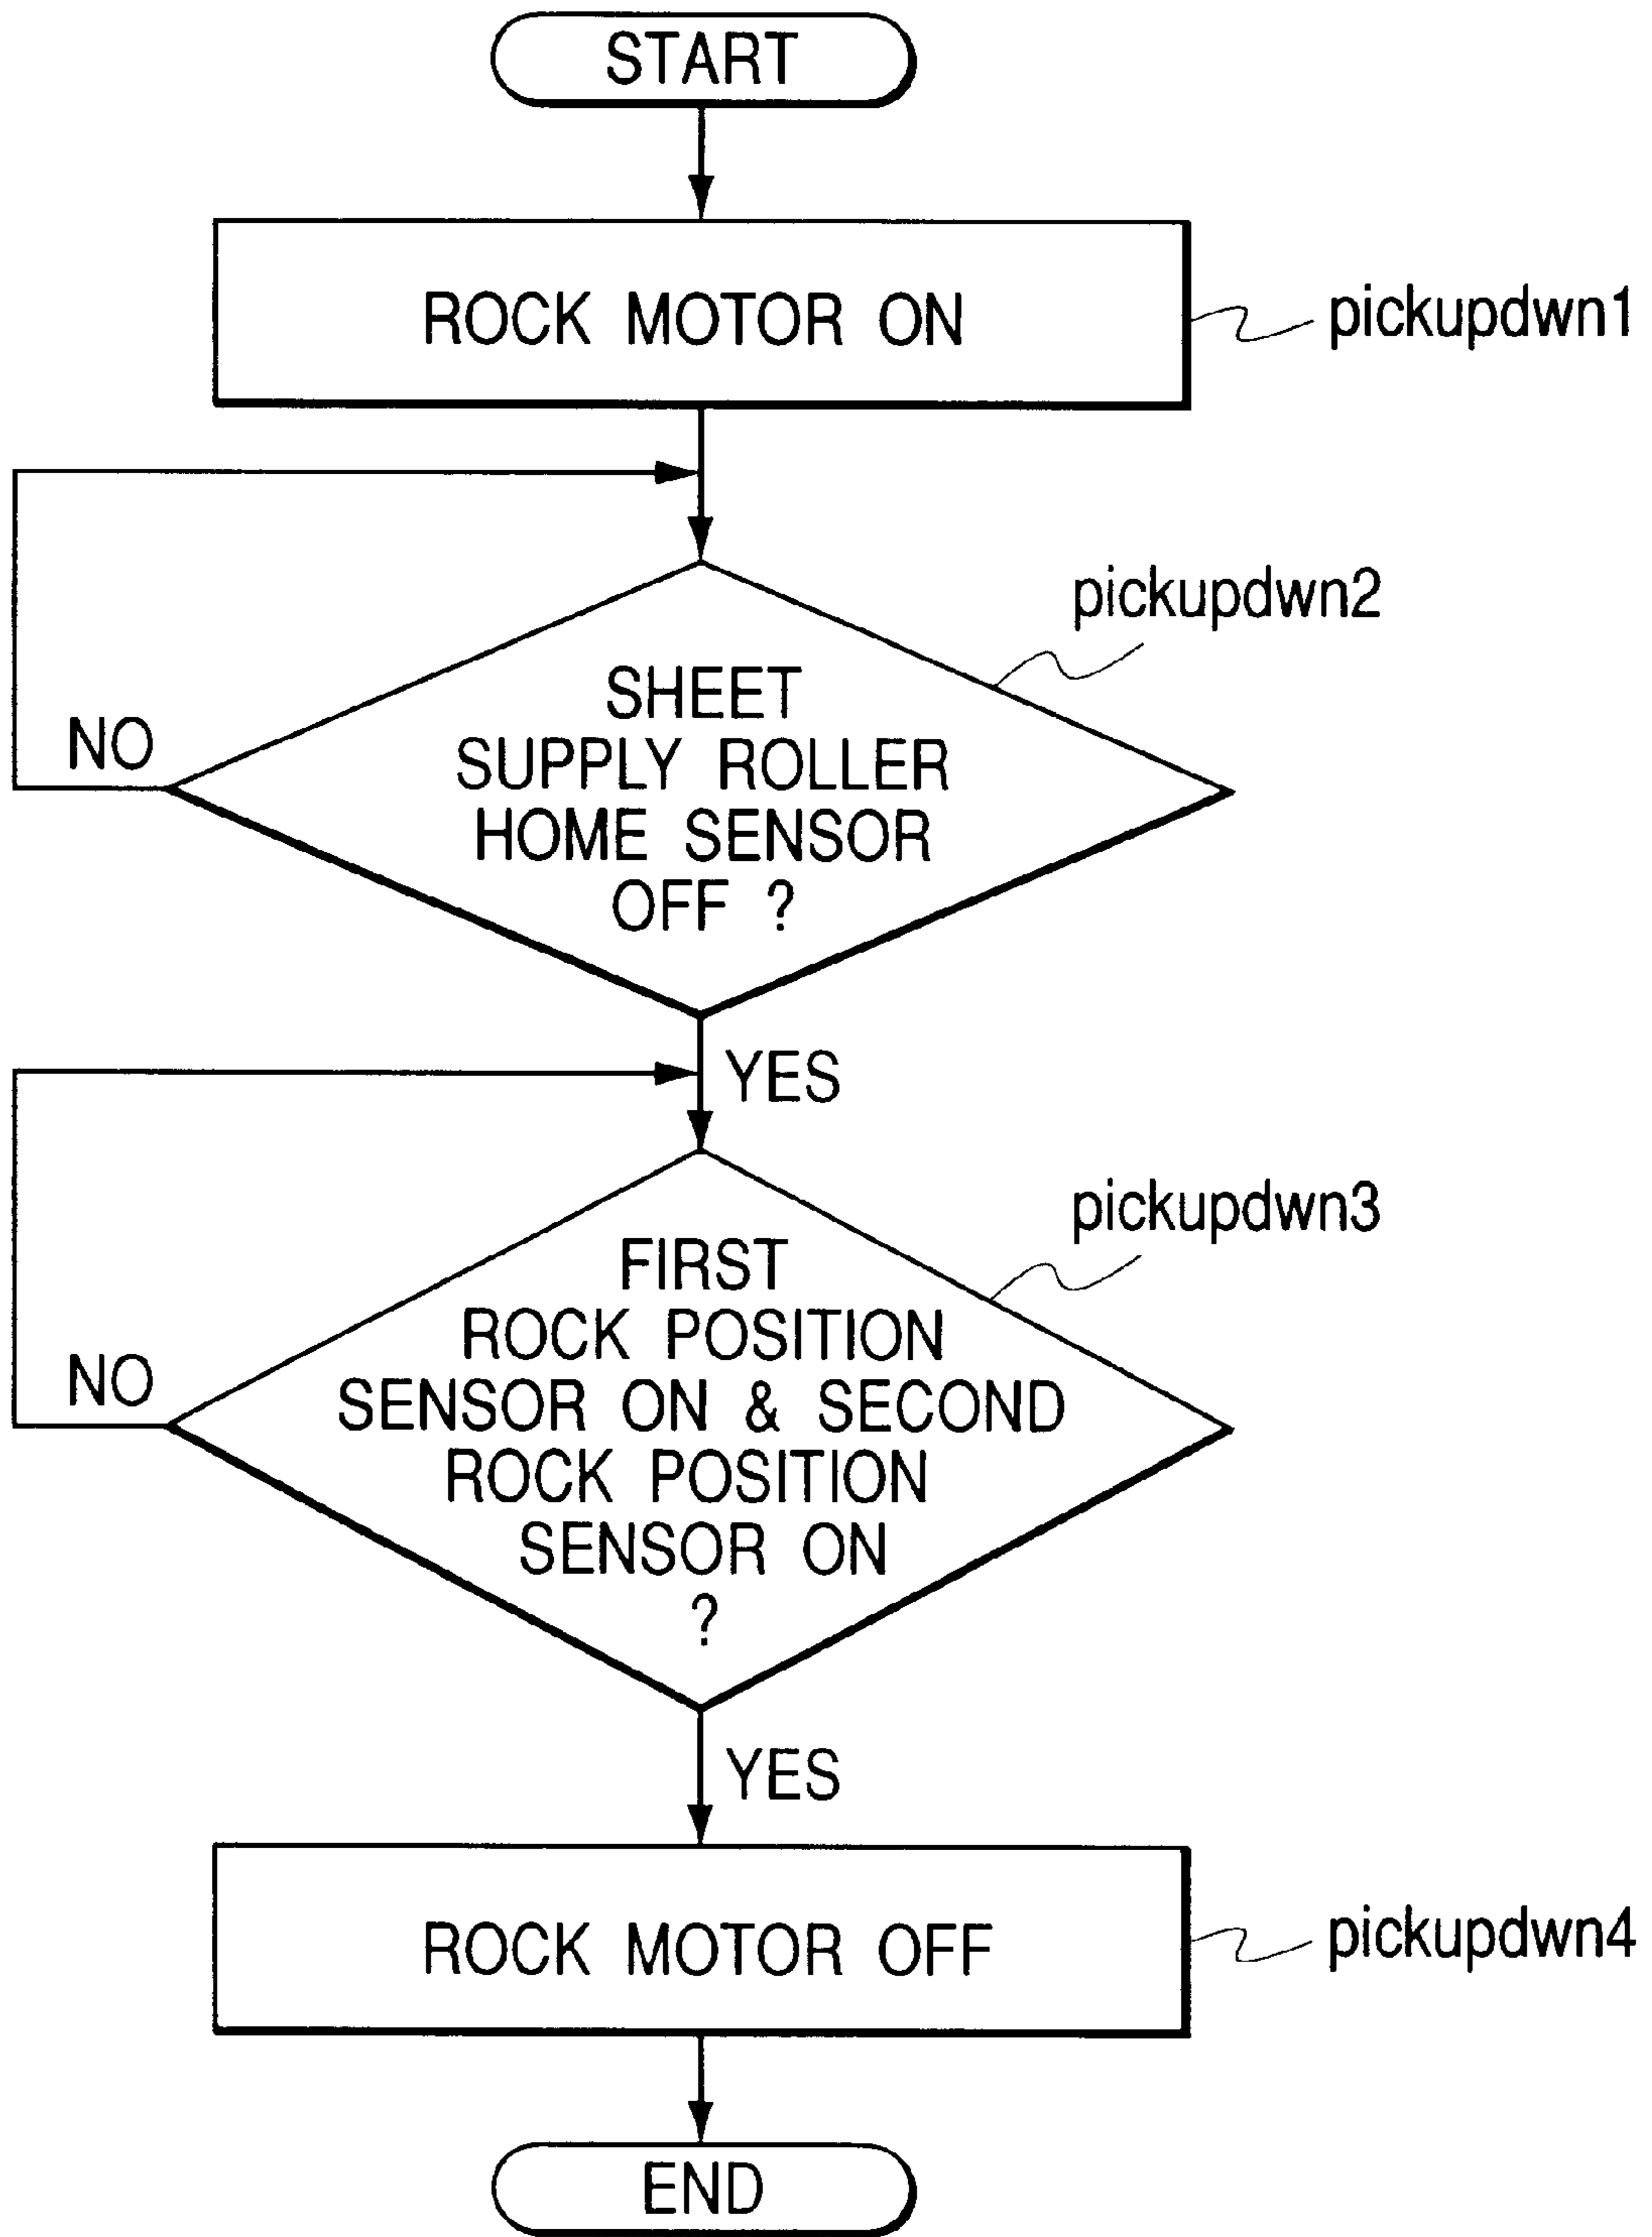 START
ROCK MOTOR ON
pickupdwn1
pickupdwn2
SHEET
SUPPLY ROLLER
HOME SENSOR
OFF ?
NO
YES
pickupdwn3
FIRST
ROCK POSITION
SENSOR ON & SECOND
ROCK POSITION
SENSOR ON
?
NO
YES
ROCK MOTOR OFF
pickupdwn4
END